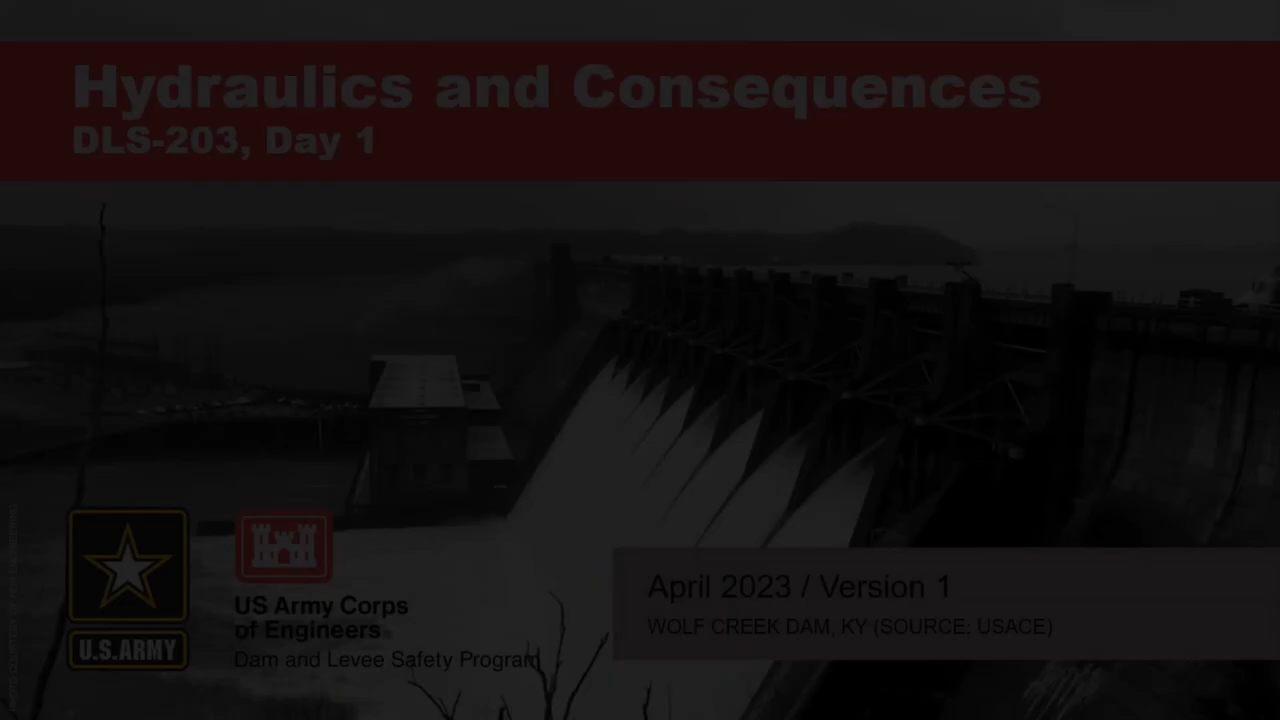 Hydraulics and Consequences
DLS-203, Day 1
April 2023 / Version 1
WOLF CREEK DAM, KY (SOURCE: USACE)
US Army Corps
of Engineers®
Dam and Levee Safety Program
U.S.ARMY